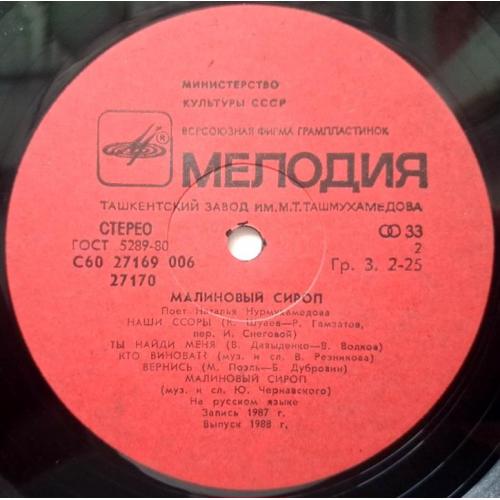 МИНИСТЕРСТВО
КУЛЬТУРЫ СССР
ВСЕСОЮЗНАЯ ФИРМА ГРАМПЛАСТИНОК
МЕЛОДИЯ
ТАШКЕНТСКИЙ ЗАВОД ИМ.М.Т.ТАШМУХАМЕДОВА
СТЕРЕО 33
ГОСТ 5289-80 2
С60 27169 006 Гр. 3. 2-25
27170
МАЛИНОВЫЙ СИРОП
Поет Наталья Нурмухамедова
НАШИ ССОРЫ (К. Шуаев—Р. Гамзатов,
пер. И. Снеговой)
ТЫ НАЙДИ МЕНЯ (В. Давыденко—В. Волков)
КТО ВИНОВАТ? (муз. и сл. В. Резникова)
ВЕРНИСЬ (М. Поэль—Б. Дубровин)
МАЛИНОВЫЙ СИРОП
(муз. и сл. Ю. Чернавского)
На русском языке
Запись 1987 г.
Выпуск 1988 г.